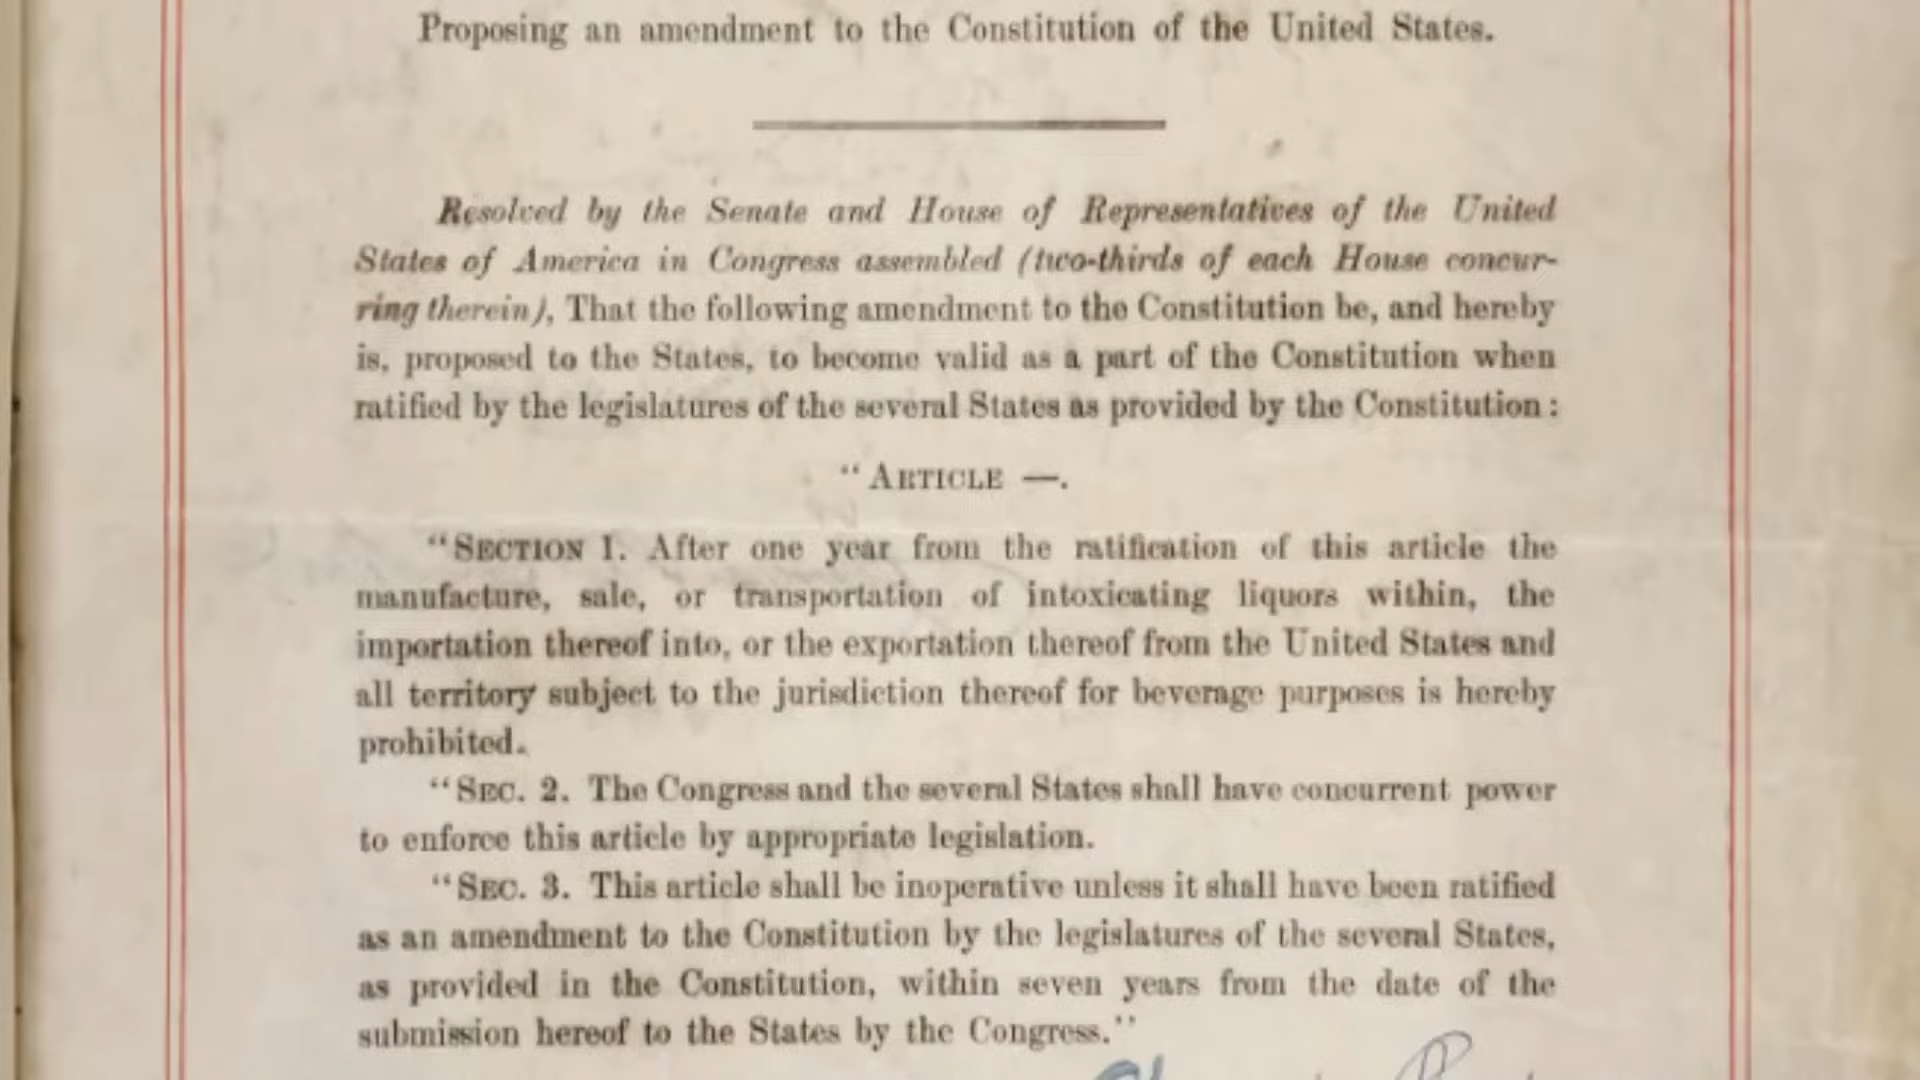 Proposing an amendment to the Constitution of the United States.
Resolved by the Senate and House of Representatives of the United
States of America in Congress assembled (two-thirds of each House concur-
ring therein), That the following amendment to the Constitution be, and hereby
is, proposed to the States, to become valid as a part of the Constitution when
ratified by the legislatures of the several States as provided by the Constitution:
“ARTICLE —.
“SECTION 1. After one year from the ratification of this article the
manufacture, sale, or transportation of intoxicating liquors within, the
importation thereof into, or the exportation thereof from the United States and
all territory subject to the jurisdiction thereof for beverage purposes is hereby
prohibited.
“SEC. 2. The Congress and the several States shall have concurrent power
to enforce this article by appropriate legislation.
“SEC. 3. This article shall be inoperative unless it shall have been ratified
as an amendment to the Constitution by the legislatures of the several States,
as provided in the Constitution, within seven years from the date of the
submission hereof to the States by the Congress.”